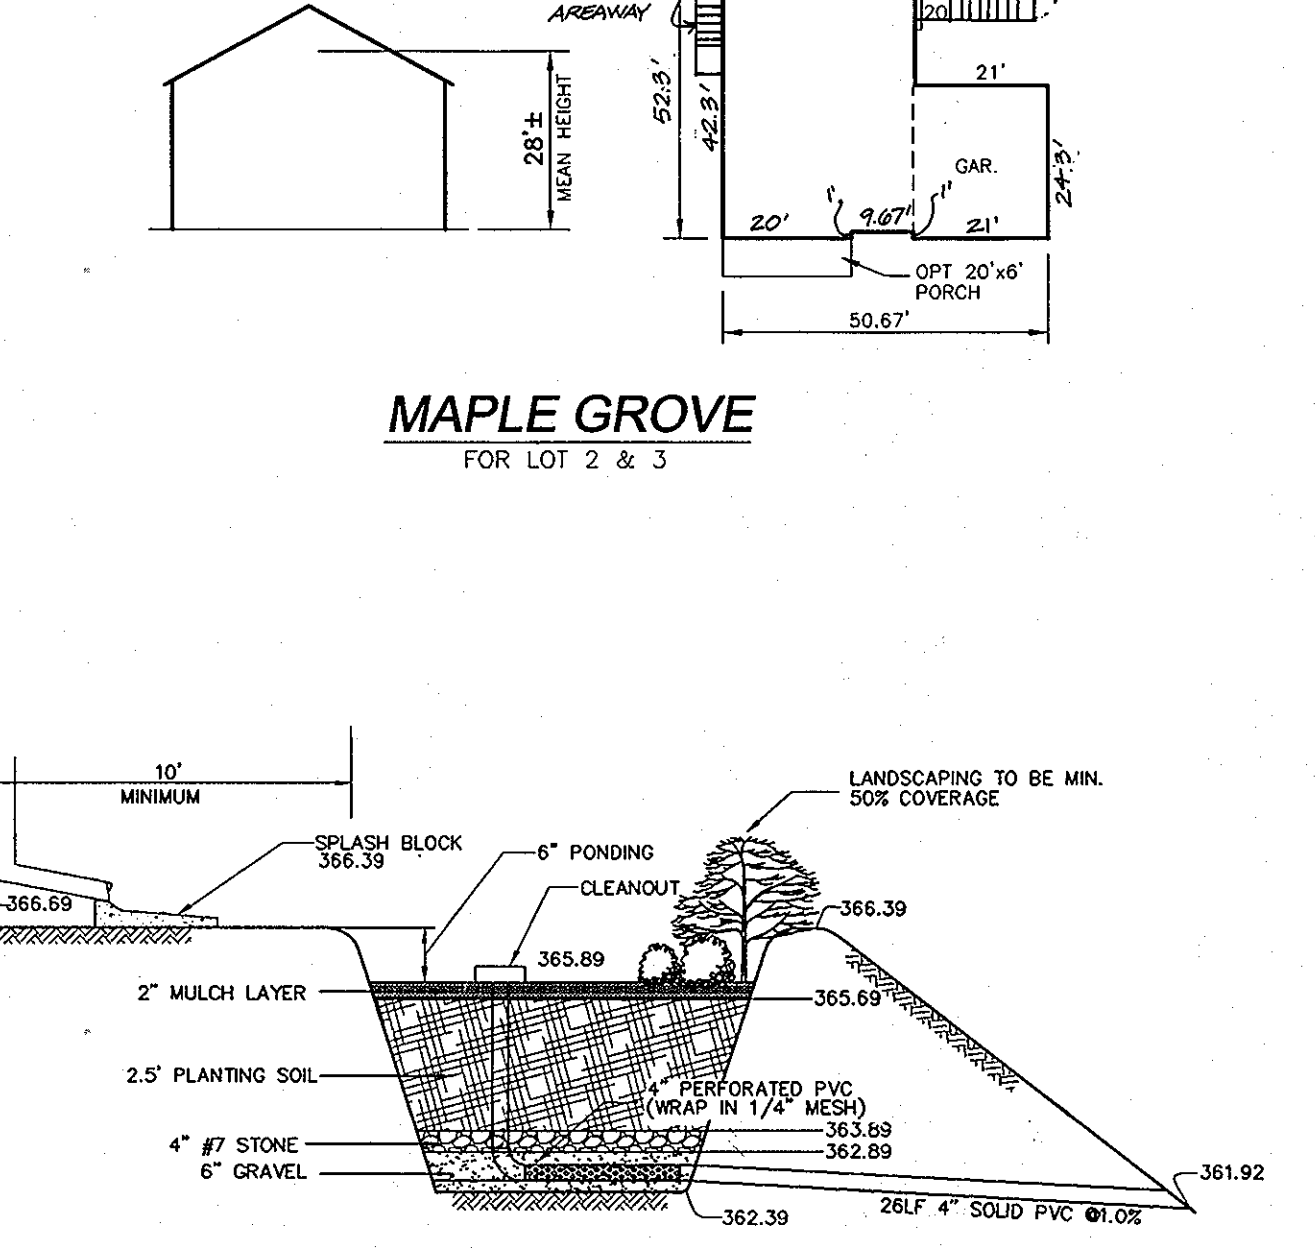 AREAWAY
28'±
MEAN HEIGHT
52.3'
42.3'
20
21'
GAR.
24.3'
20'
1'
9.67'
1'
21'
OPT 20'x6'
PORCH
50.67'
MAPLE GROVE
FOR LOT 2 & 3
10'
MINIMUM
LANDSCAPING TO BE MIN.
50% COVERAGE
SPLASH BLOCK
366.39
6" PONDING
CLEANOUT
366.69
366.39
365.89
2" MULCH LAYER
365.69
2.5' PLANTING SOIL
4" PERFORATED PVC
(WRAP IN 1/4" MESH)
363.89
4" #7 STONE
362.89
6" GRAVEL
361.92
26LF 4" SOLID PVC @1.0%
362.39